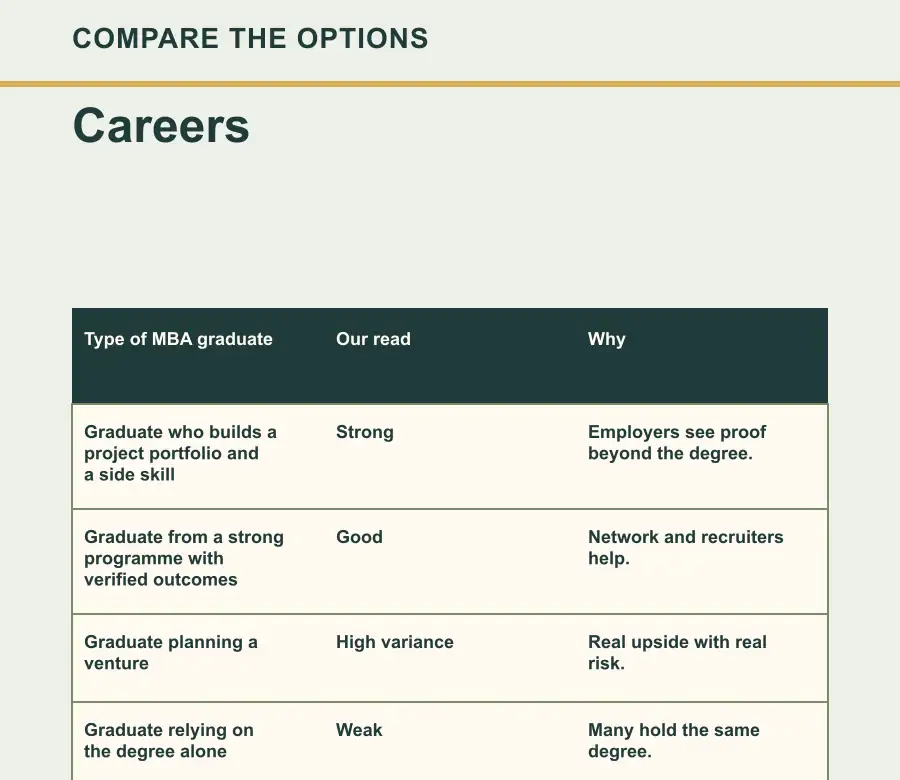 COMPARE THE OPTIONS
Careers
Type of MBA graduate
Our read
Why
Graduate who builds a
project portfolio and
a side skill
Strong
Employers see proof
beyond the degree.
Graduate from a strong
programme with
verified outcomes
Good
Network and recruiters
help.
Graduate planning a
venture
High variance
Real upside with real
risk.
Graduate relying on
the degree alone
Weak
Many hold the same
degree.